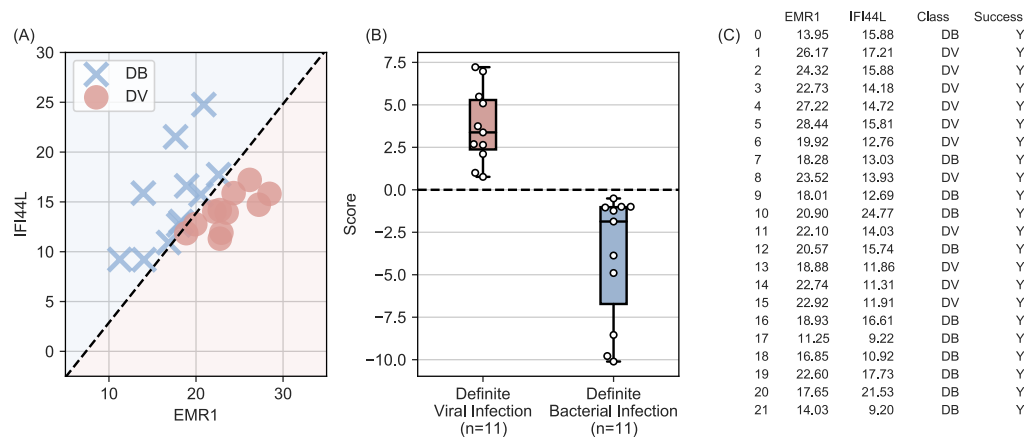 (A)
30
25
20
15
10
5
0
IFI44L
DB
DV
10
20
30
EMR1
(B)
7.5
5.0
2.5
0.0
−2.5
−5.0
−7.5
−10.0
Score
Definite
Viral Infection
(n=11)
Definite
Bacterial Infection
(n=11)
(C)
EMR1 IFI44L Class Success
0 13.95 15.88 DB Y
1 26.17 17.21 DV Y
2 24.32 15.88 DV Y
3 22.73 14.18 DV Y
4 27.22 14.72 DV Y
5 28.44 15.81 DV Y
6 19.92 12.76 DV Y
7 18.28 13.03 DB Y
8 23.52 13.93 DV Y
9 18.01 12.69 DB Y
10 20.90 24.77 DB Y
11 22.10 14.03 DV Y
12 20.57 15.74 DB Y
13 18.88 11.86 DV Y
14 22.74 11.31 DV Y
15 22.92 11.91 DV Y
16 18.93 16.61 DB Y
17 11.25 9.22 DB Y
18 16.85 10.92 DB Y
19 22.60 17.73 DB Y
20 17.65 21.53 DB Y
21 14.03 9.20 DB Y